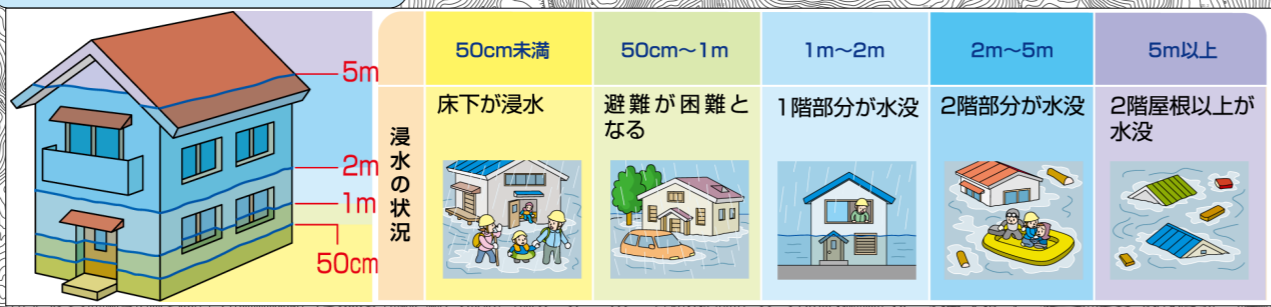 5m
2m
1m
50cm
浸水の状況
50cm未満
50cm～1m
1m～2m
2m～5m
5m以上
床下が浸水
避難が困難と
なる
1階部分が水没
2階部分が水没
2階屋根以上が
水没